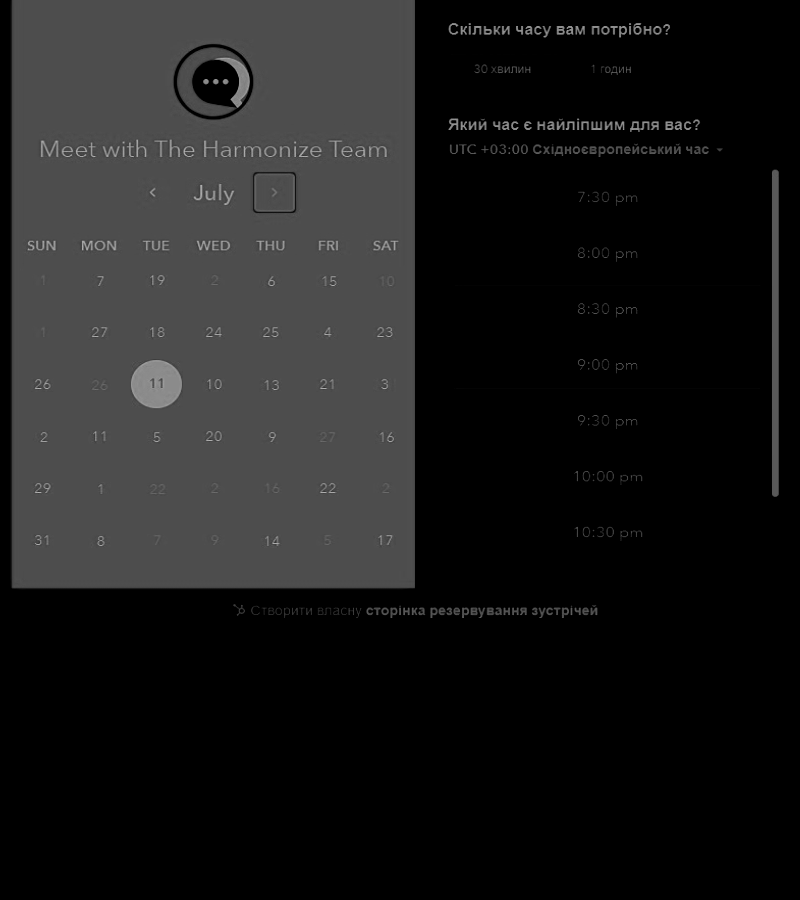 Meet with The Harmonize Team
July
SUN MON TUE WED THU FRI SAT
1 7 19 2 6 15 10
1 27 18 24 25 4 23
26 26 11 10 13 21 3
2 11 5 20 9 27 16
29 1 22 2 16 22 2
31 8 7 9 14 5 17
Скільки часу вам потрібно?
30 хвилин 1 годин
Який час є найліпшим для вас?
UTC +03:00 Східноєвропейський час
7:30 pm
8:00 pm
8:30 pm
9:00 pm
9:30 pm
10:00 pm
10:30 pm
Створити власну сторінка резервування зустрічей